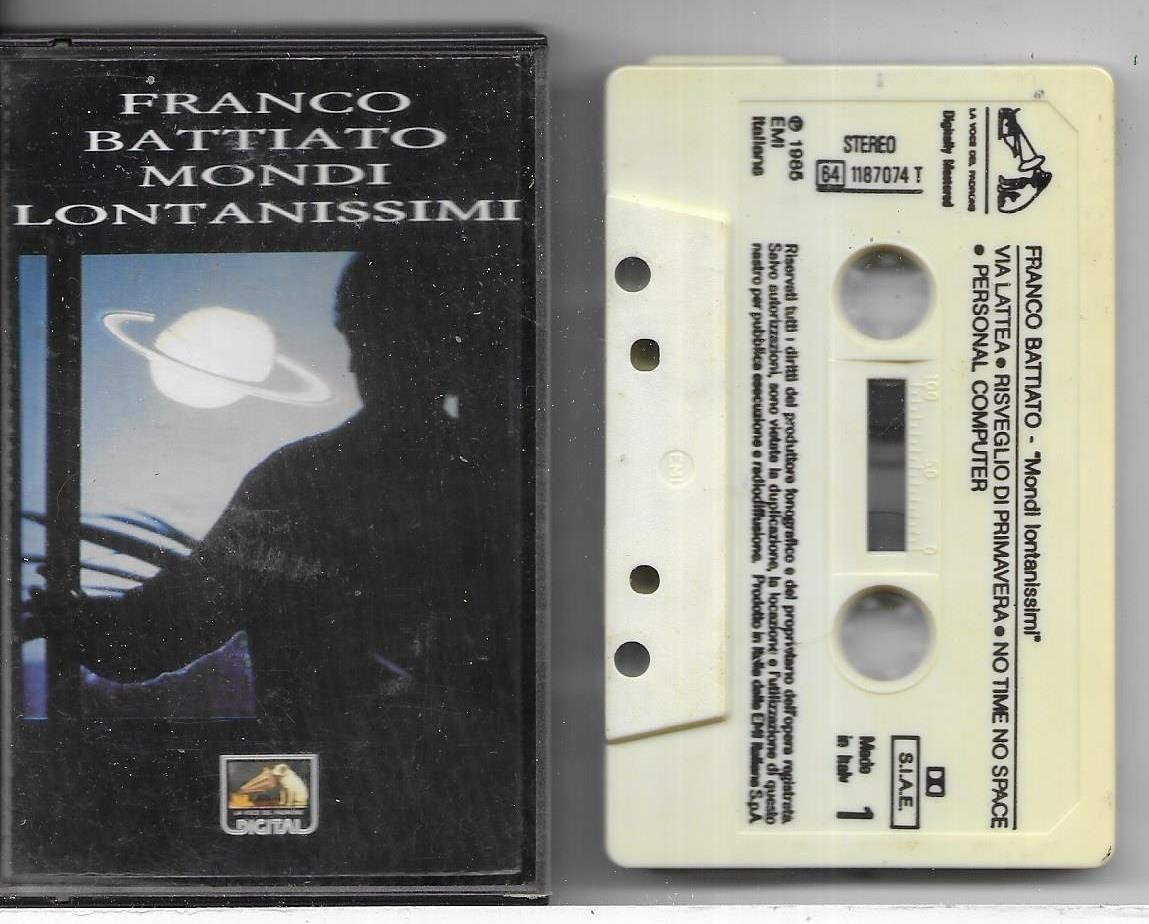 FRANCO
BATTIATO
MONDI
LONTANISSIMI
DIGITAL
LA VOCE DEL PADRONE
Digitally Mastered
STEREO
64 1187074 T
℗ 1985
EMI
Italiana
FRANCO BATTIATO - "Mondi lontanissimi"
VIA LATTEA ● RISVEGLIO DI PRIMAVERA ● NO TIME NO SPACE
● PERSONAL COMPUTER
100 50 0
EMI
Riservati tutti i diritti del produttore fonografico e del proprietario dell'opera registrata.
Salvo autorizzazioni, sono vietate la duplicazione, la locazione e l'utilizzazione di questo
nastro per pubblica esecuzione e radiodiffusione. Prodotto in Italia dalla EMI Italiana S.p.A.
S.I.A.E.
Made
in Italy
1